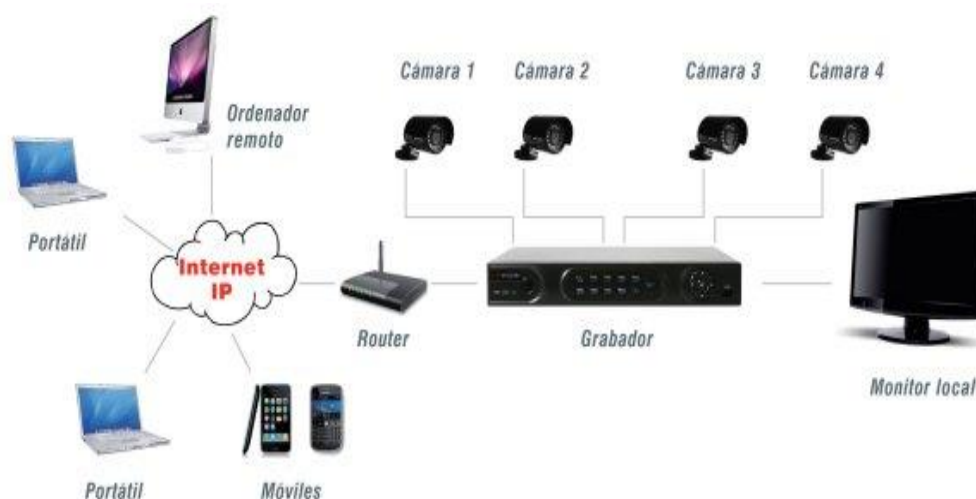 Cámara 1
Cámara 2
Cámara 3
Cámara 4
Ordenador
remoto
Portátil
Internet
IP
Router
Grabador
Monitor local
Portátil
Móviles